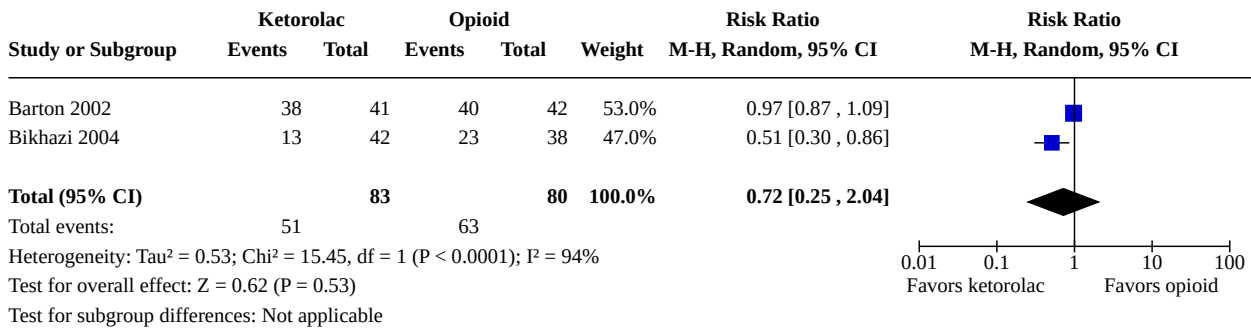 Ketorolac Opioid Risk Ratio Risk Ratio
Study or Subgroup Events Total Events Total Weight M-H, Random, 95% CI M-H, Random, 95% CI
Barton 2002 38 41 40 42 53.0% 0.97 [0.87 , 1.09]
Bikhazi 2004 13 42 23 38 47.0% 0.51 [0.30 , 0.86]
Total (95% CI) 83 80 100.0% 0.72 [0.25 , 2.04]
Total events: 51 63
Heterogeneity: Tau² = 0.53; Chi² = 15.45, df = 1 (P < 0.0001); I² = 94%
0.01 0.1 1 10 100
Test for overall effect: Z = 0.62 (P = 0.53)
Favors ketorolac Favors opioid
Test for subgroup differences: Not applicable